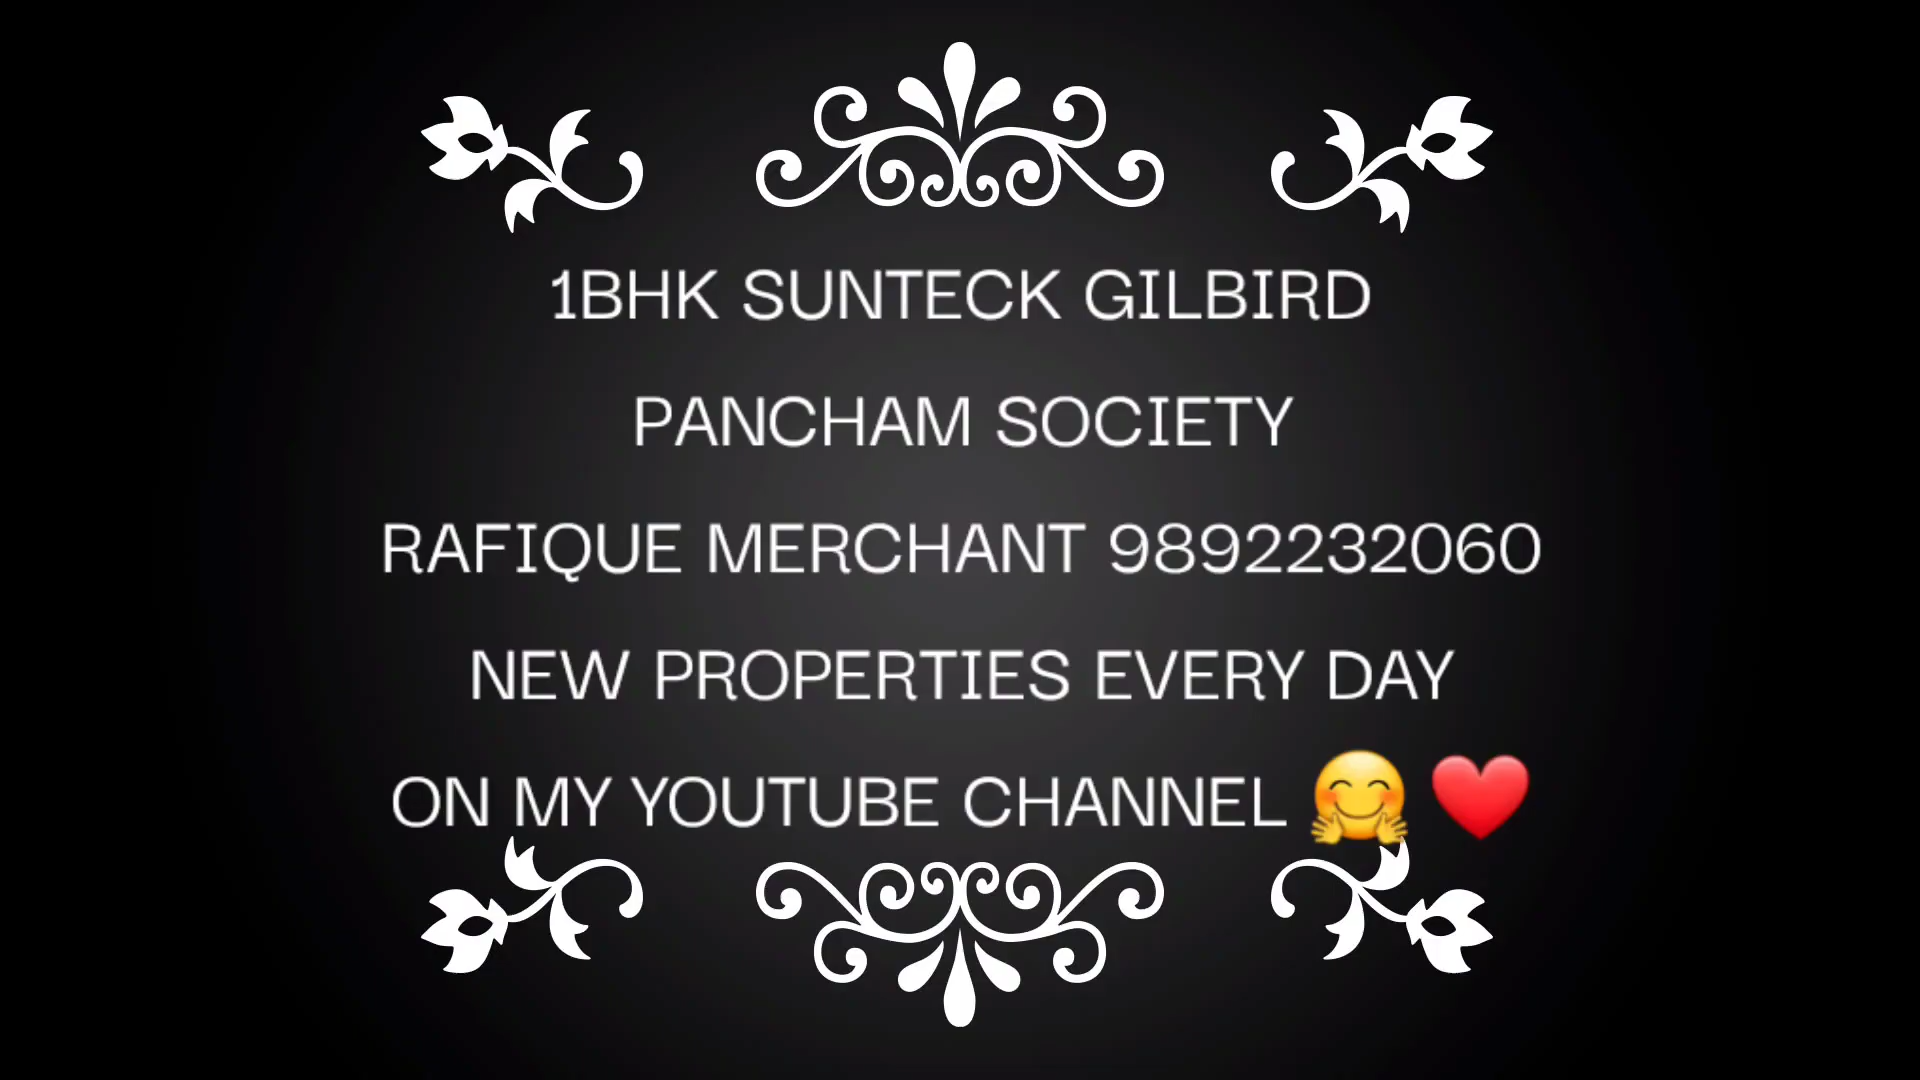 1BHK SUNTECK GILBIRD
PANCHAM SOCIETY
RAFIQUE MERCHANT 9892232060
NEW PROPERTIES EVERY DAY
ON MY YOUTUBE CHANNEL 🤗 ❤️